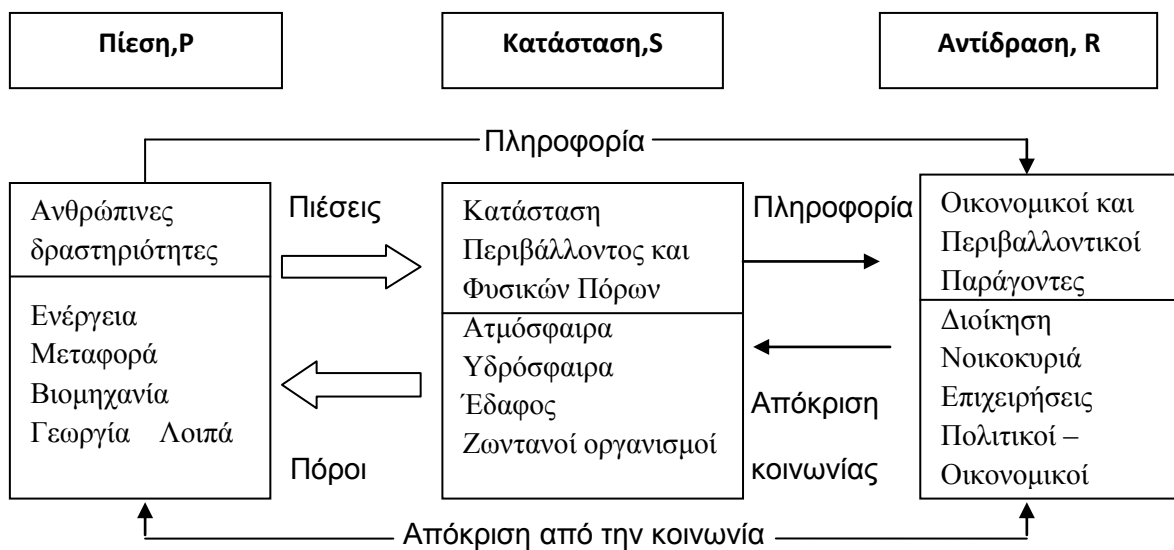 Πίεση,P
Κατάσταση,S
Αντίδραση, R
Πληροφορία
Ανθρώπινες
δραστηριότητες
Ενέργεια
Μεταφορά
Βιομηχανία
Γεωργία Λοιπά
Πιέσεις
Πόροι
Κατάσταση
Περιβάλλοντος και
Φυσικών Πόρων
Ατμόσφαιρα
Υδρόσφαιρα
Έδαφος
Ζωντανοί οργανισμοί
Πληροφορία
Απόκριση
κοινωνίας
Οικονομικοί και
Περιβαλλοντικοί
Παράγοντες
Διοίκηση
Νοικοκυριά
Επιχειρήσεις
Πολιτικοί –
Οικονομικοί
Απόκριση από την κοινωνία